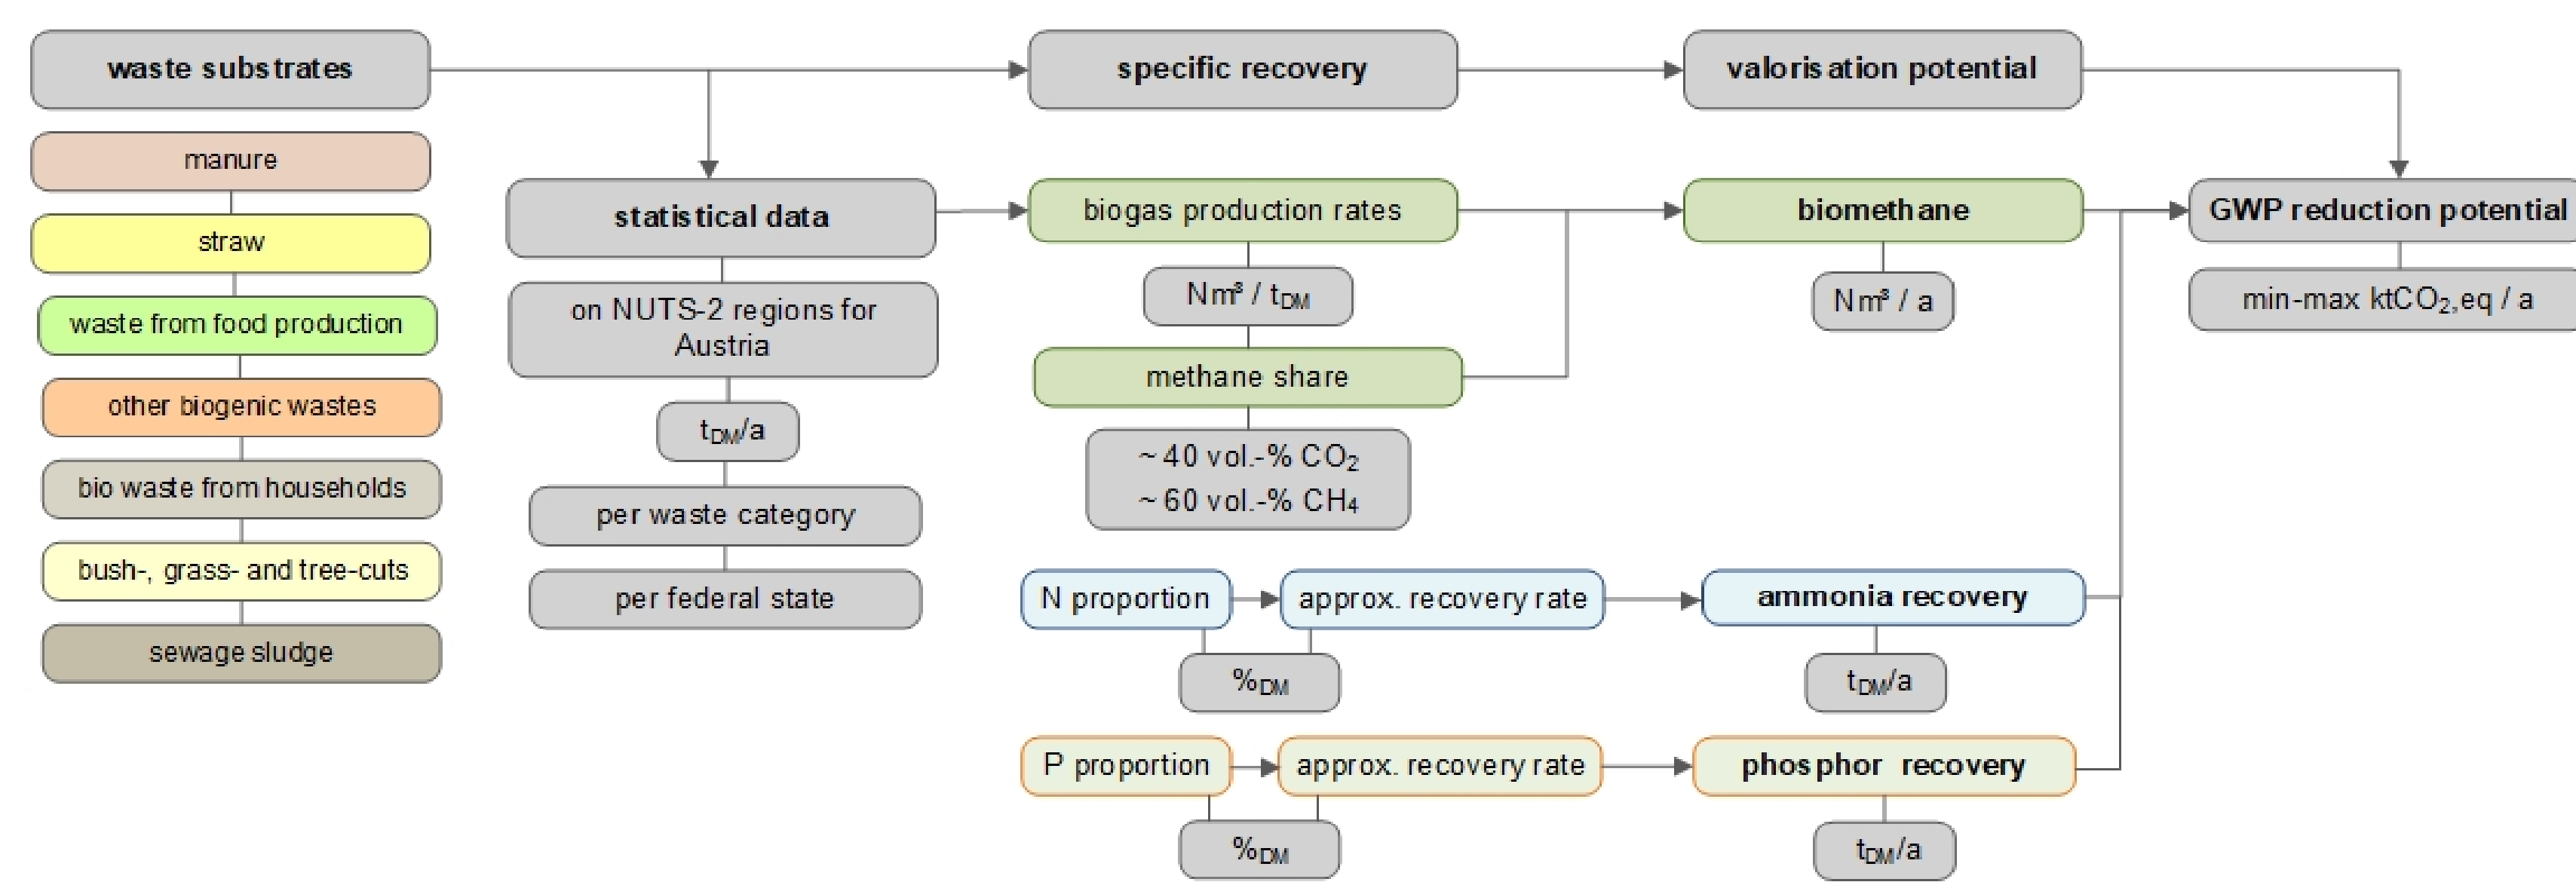 waste substrates
specific recovery
valorisation potential
manure
straw
waste from food production
other biogenic wastes
bio waste from households
bush-, grass- and tree-cuts
sewage sludge
statistical data
on NUTS-2 regions for
Austria
tDM/a
per waste category
per federal state
biogas production rates
Nm³ / tDM
methane share
~ 40 vol.-% CO₂
~ 60 vol.-% CH₄
biomethane
Nm³ / a
GWP reduction potential
min-max ktCO₂,eq / a
N proportion
approx. recovery rate
ammonia recovery
%DM
tDM/a
P proportion
approx. recovery rate
phosphor recovery
%DM
tDM/a